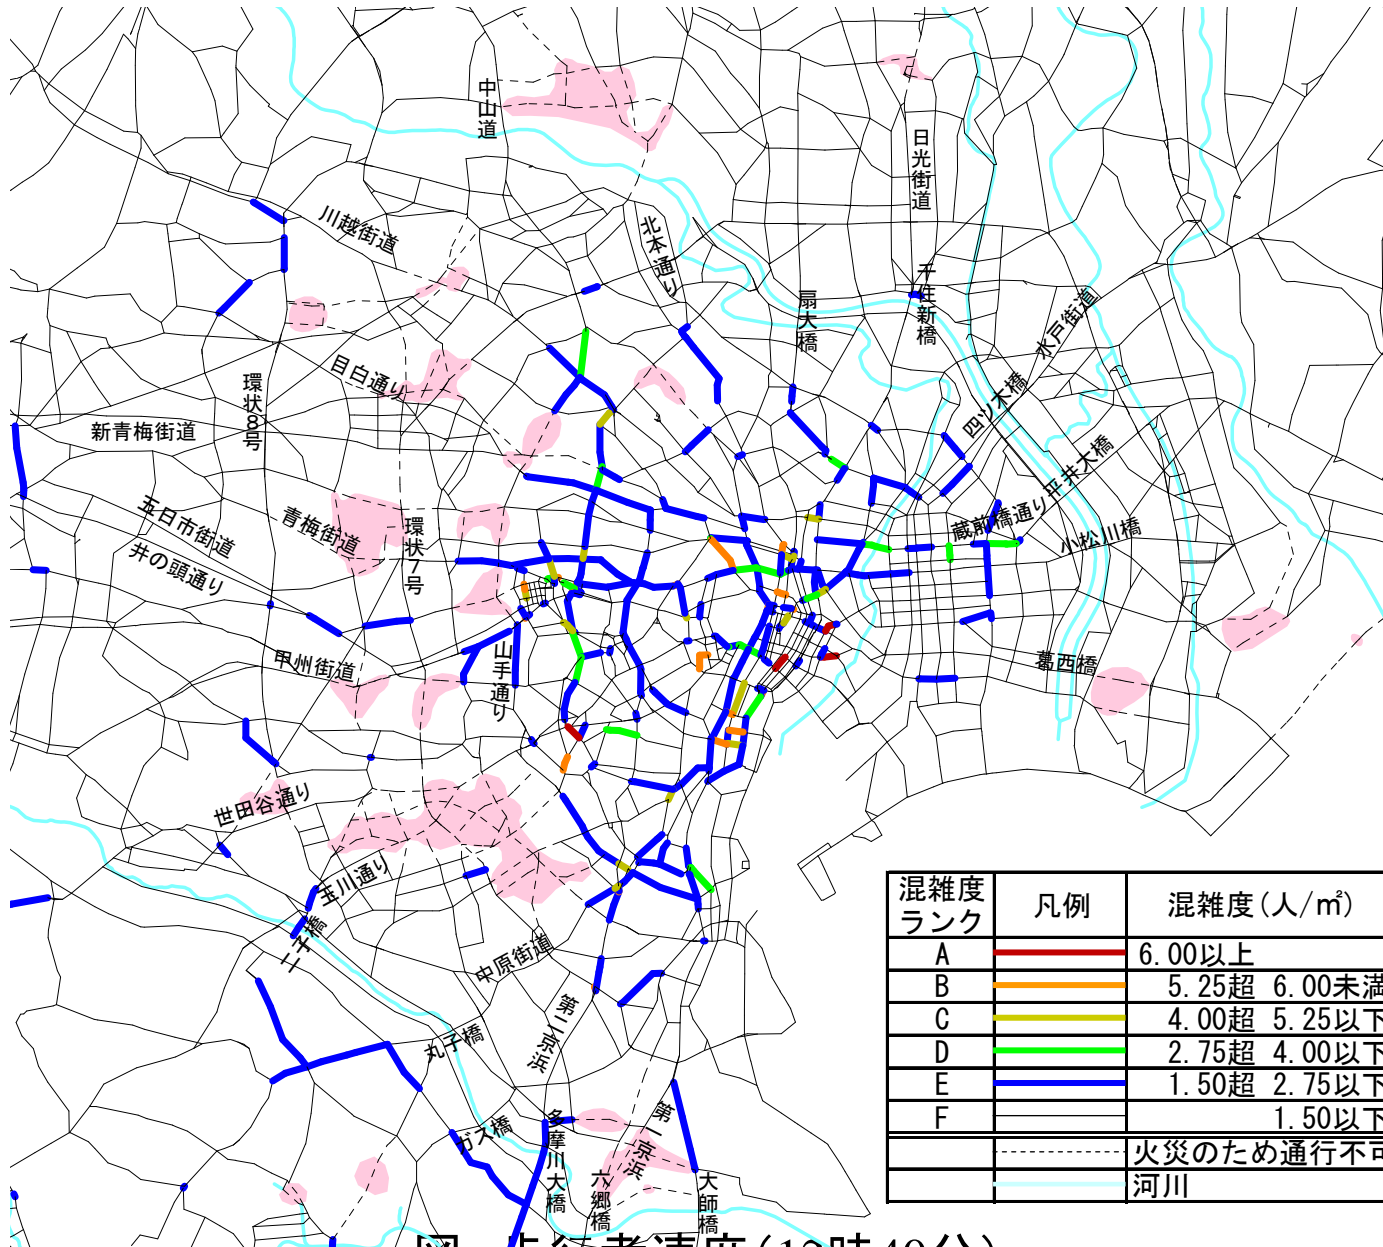 中山道
日光街道
川越街道
北本通り
千住新橋
扇大橋
水戸街道
目白通り
環状8号
四ツ木橋
新青梅街道
平井大橋
五日市街道
青梅街道
蔵前橋通り
環状7号
小松川橋
井の頭通り
甲州街道
山手通り
葛西橋
世田谷通り
玉川通り
二子橋
中原街道
第二京浜
丸子橋
ガス橋
多摩川大橋
第一京浜
六郷橋
大師橋
混雑度ランク 凡例 混雑度(人/㎡)
A 6.00以上
B 5.25超 6.00未満
C 4.00超 5.25以下
D 2.75超 4.00以下
E 1.50超 2.75以下
F 1.50以下
火災のため通行不可
河川